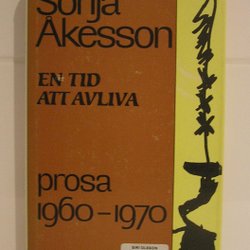 Sonja
Åkesson
EN TID
ATT AVLIVA
prosa
1960-1970